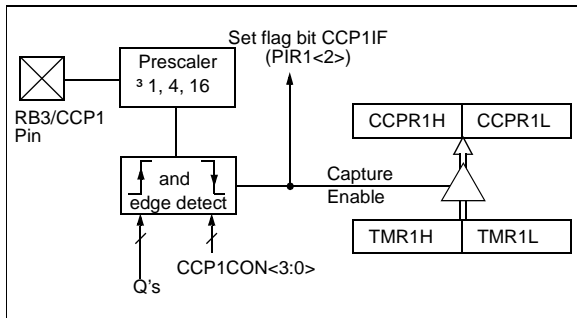 Set flag bit CCP1IF
(PIR1<2>)
Prescaler
³ 1, 4, 16
RB3/CCP1
Pin
CCPR1H
CCPR1L
and
edge detect
Capture
Enable
TMR1H
TMR1L
CCP1CON<3:0>
Q's